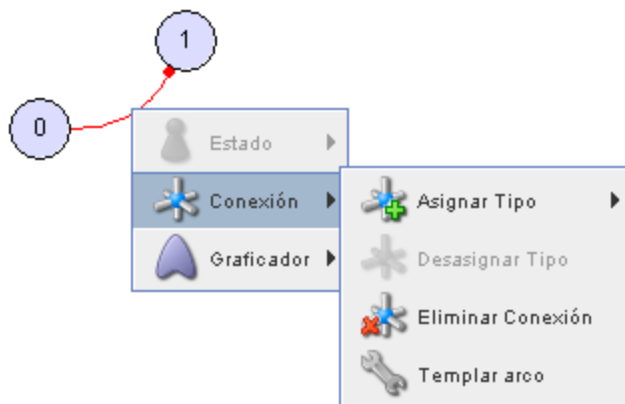 1
0
Estado
Conexión
Graficador
Asignar Tipo
Desasignar Tipo
Eliminar Conexión
Templar arco